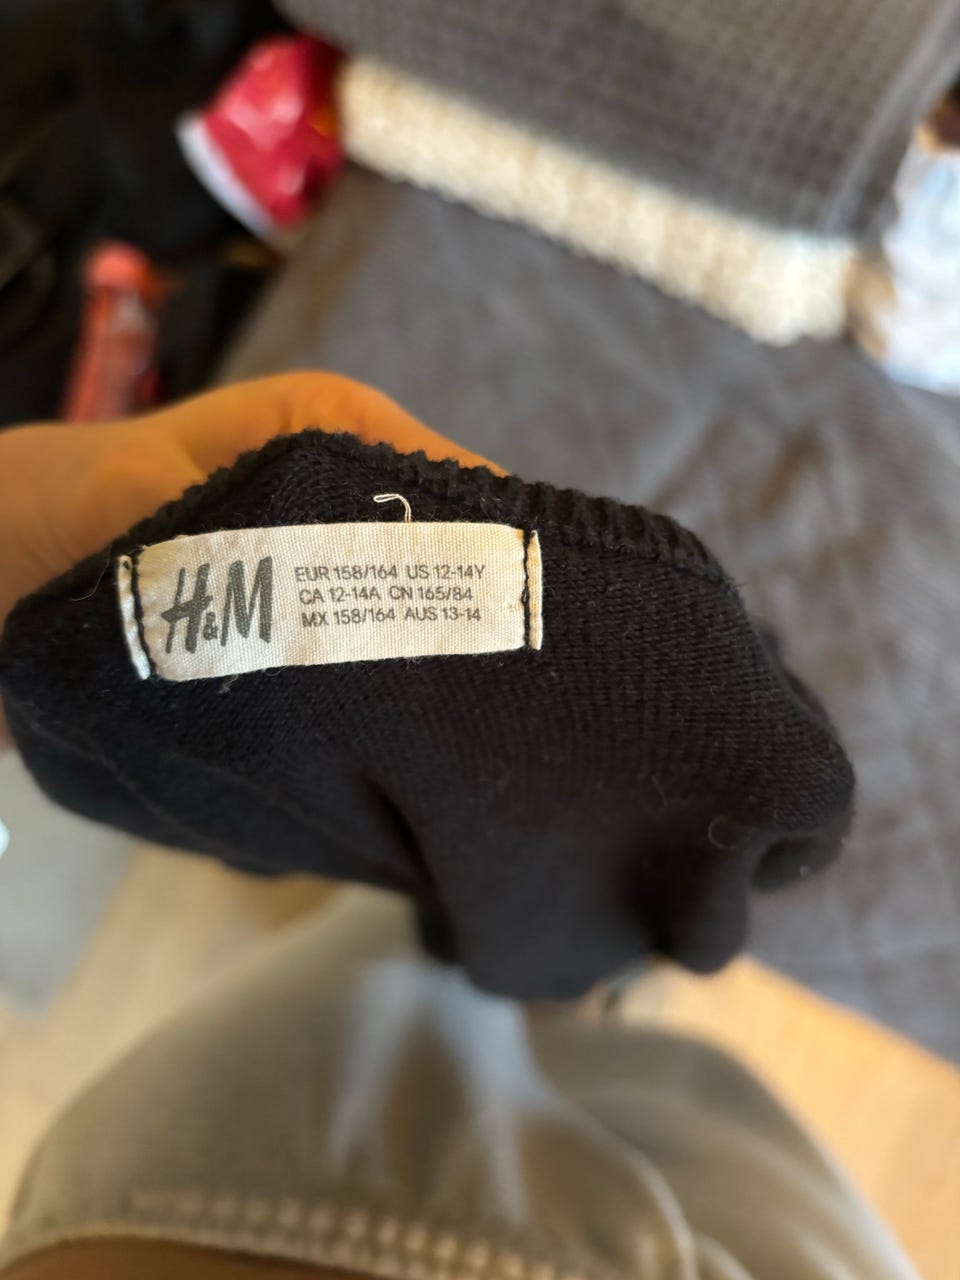 H&M
EUR 158/164 US 12-14Y
CA 12-14A CN 165/84
MX 158/164 AUS 13-14